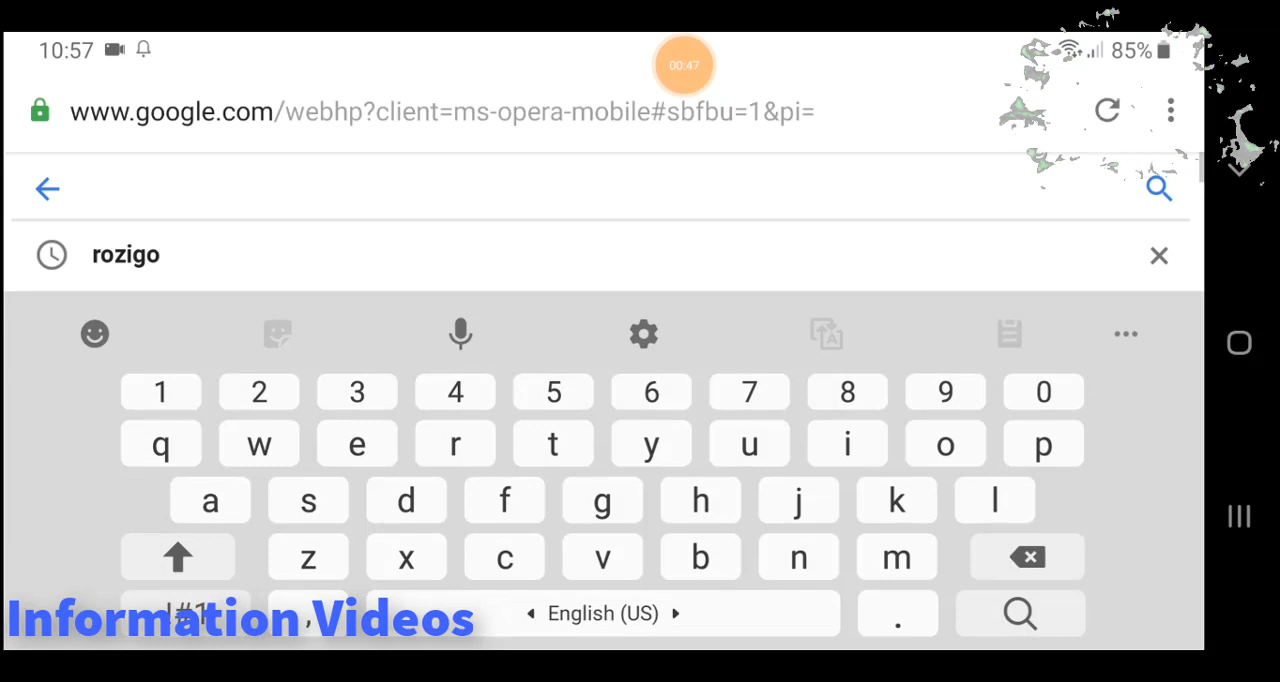 10:57
00:47
85%
www.google.com/webhp?client=ms-opera-mobile#sbfbu=1&pi=
rozigo
1 2 3 4 5 6 7 8 9 0
q w e r t y u i o p
a s d f g h j k l
z x c v b n m
!#1 , English (US) .
Information Videos